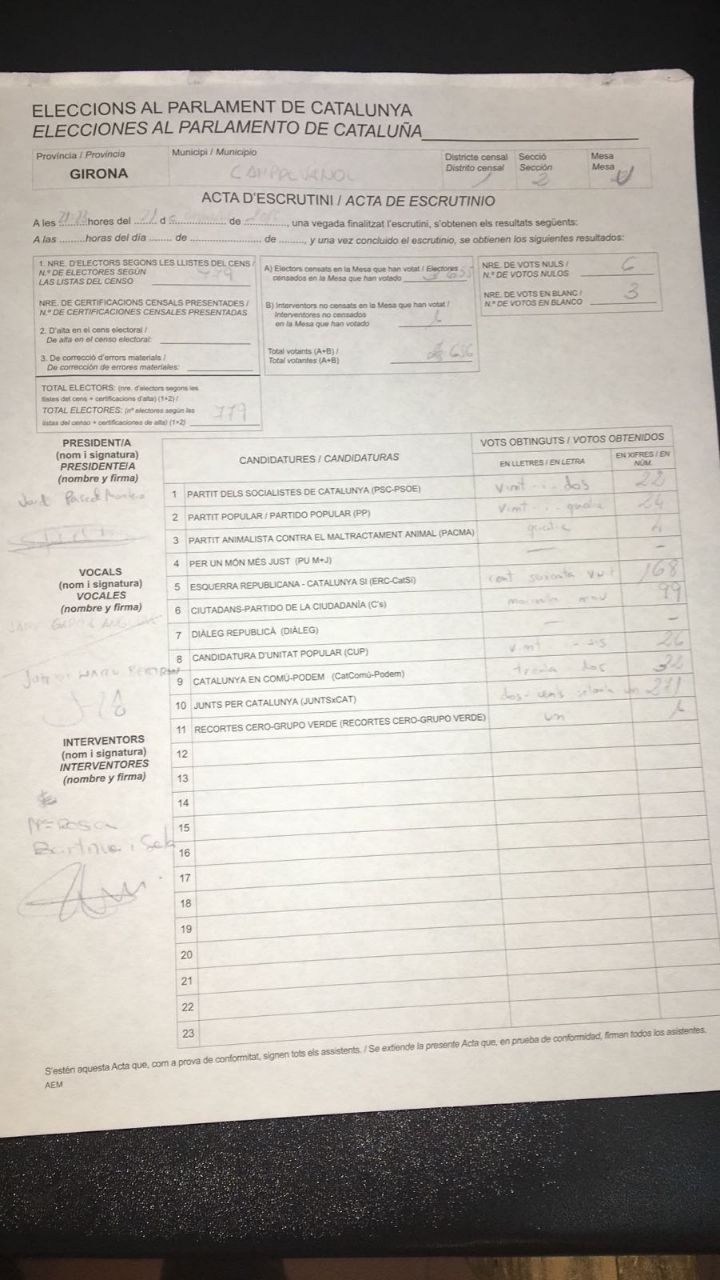 ELECCIONS AL PARLAMENT DE CATALUNYA
ELECCIONES AL PARLAMENTO DE CATALUÑA
Provincia / Provincia
GIRONA
Municipi / Municipio
CAMPDEVANOL
Districte censal
Distrito censal
1
Secció
Sección
2
Mesa
Mesa
U
ACTA D'ESCRUTINI / ACTA DE ESCRUTINIO
A les hores del 21 d de, una vegada finalitzat l'escrutini, s'obtenen els resultats següents:
A las ........horas del día ........ de ........................ de ........, y una vez concluido el escrutinio, se obtienen los siguientes resultados:
1. NRE. D'ELECTORS SEGONS LES LLISTES DEL CENS /
N.º DE ELECTORES SEGÚN
LAS LISTAS DEL CENSO 779
NRE. DE CERTIFICACIONS CENSALS PRESENTADES /
N.º DE CERTIFICACIONES CENSALES PRESENTADAS
2. D'alta en el cens electoral /
De alta en el censo electoral:
3. De correcció d'errors materials /
De corrección de errores materiales:
TOTAL ELECTORS: (nre. d'electors segons les
llistes del cens + certificacions d'alta) (1+2) /
TOTAL ELECTORES: (nº electores según las
listas del censo + certificaciones de alta) (1+2) 779
A) Electors censats en la Mesa que han votat / Electores
censados en la Mesa que han votado 655
B) Interventors no censats en la Mesa que han votat /
Interventores no censados
en la Mesa que han votado 1
Total votants (A+B) /
Total votantes (A+B) 656
NRE. DE VOTS NULS /
N.º DE VOTOS NULOS 6
NRE. DE VOTS EN BLANC /
N.º DE VOTOS EN BLANCO 3
CANDIDATURES / CANDIDATURAS
VOTS OBTINGUTS / VOTOS OBTENIDOS
EN LLETRES / EN LETRA
EN XIFRES / EN NÚM.
1 PARTIT DELS SOCIALISTES DE CATALUNYA (PSC-PSOE) vint - dos 22
2 PARTIT POPULAR / PARTIDO POPULAR (PP) vint - quatre 24
3 PARTIT ANIMALISTA CONTRA EL MALTRACTAMENT ANIMAL (PACMA) quatre 4
4 PER UN MÓN MÉS JUST (PU M+J) — –
5 ESQUERRA REPUBLICANA - CATALUNYA SÍ (ERC-CatSí) cent seixanta vuit 168
6 CIUTADANS-PARTIDO DE LA CIUDADANÍA (C's) noranta nou 99
7 DIÀLEG REPUBLICÀ (DIÀLEG) — –
8 CANDIDATURA D'UNITAT POPULAR (CUP) vint - sis 26
9 CATALUNYA EN COMÚ-PODEM (CatComú-Podem) trenta dos 32
10 JUNTS PER CATALUNYA (JUNTSxCAT) dos-cens setanta un 271
11 RECORTES CERO-GRUPO VERDE (RECORTES CERO-GRUPO VERDE) un 1
12
13
14
15
16
17
18
19
20
21
22
23
PRESIDENT/A
(nom i signatura)
PRESIDENTE/A
(nombre y firma)
VOCALS
(nom i signatura)
VOCALES
(nombre y firma)
INTERVENTORS
(nom i signatura)
INTERVENTORES
(nombre y firma)
Mª Rosa
S'estén aquesta Acta que, com a prova de conformitat, signen tots els assistents. / Se extiende la presente Acta que, en prueba de conformidad, firman todos los asistentes.
AEM